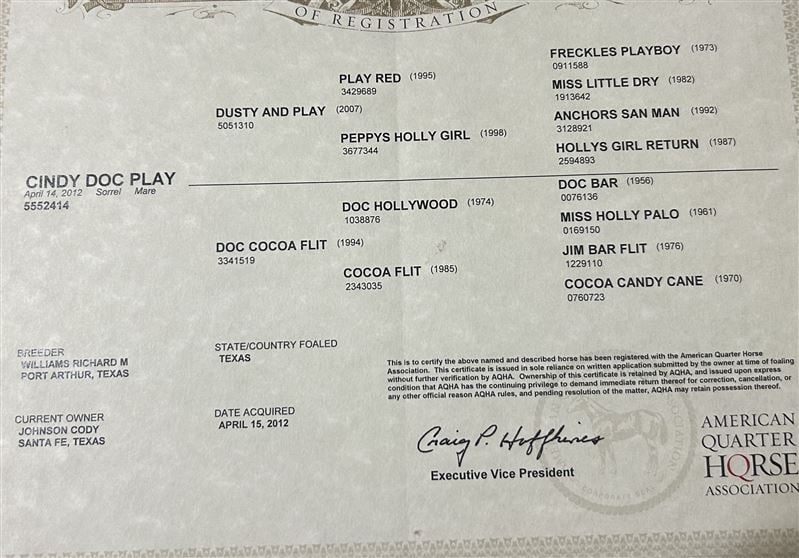 OF REGISTRATION
FRECKLES PLAYBOY (1973)
0911588
PLAY RED (1995)
3429689
MISS LITTLE DRY (1982)
1913642
DUSTY AND PLAY (2007)
5051310
ANCHORS SAN MAN (1992)
3128921
PEPPYS HOLLY GIRL (1998)
3677344
HOLLYS GIRL RETURN (1987)
2594893
CINDY DOC PLAY
April 14, 2012 Sorrel Mare
5552414
DOC BAR (1956)
0076136
DOC HOLLYWOOD (1974)
1038876
MISS HOLLY PALO (1961)
0169150
DOC COCOA FLIT (1994)
3341519
JIM BAR FLIT (1976)
1229110
COCOA FLIT (1985)
2343035
COCOA CANDY CANE (1970)
0760723
BREEDER
WILLIAMS RICHARD M
PORT ARTHUR, TEXAS
STATE/COUNTRY FOALED
TEXAS
This is to certify the above named and described horse has been registered with the American Quarter Horse
Association. This certificate is issued in sole reliance on written application submitted by the owner at time of foaling
without further verification by AQHA. Ownership of this certificate is retained by AQHA, and issued upon express
condition that AQHA has the continuing privilege to demand immediate return thereof for correction, cancellation, or
any other official reason AQHA rules, and pending resolution of the matter, AQHA may retain possession thereof.
CURRENT OWNER
JOHNSON CODY
SANTA FE, TEXAS
DATE ACQUIRED
APRIL 15, 2012
Craig P. Huffhines
Executive Vice President
CORPORATE SEAL
AMERICAN
QUARTER
HORSE
ASSOCIATION